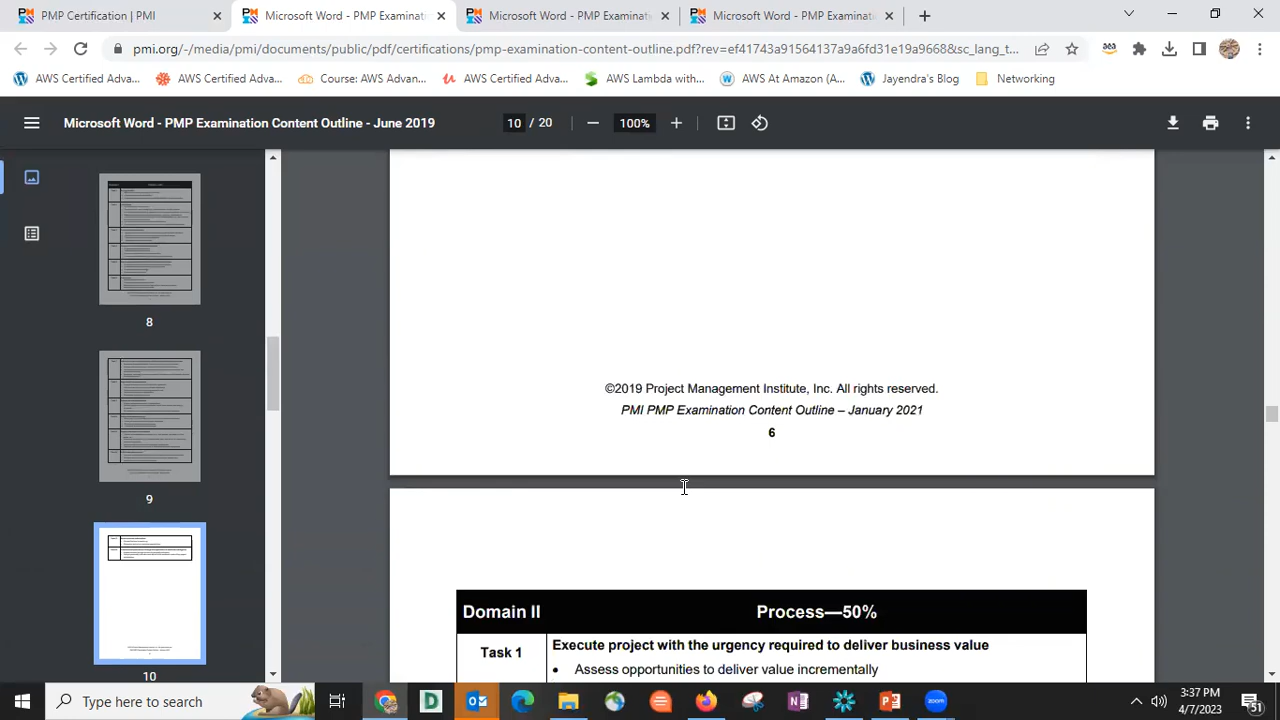 PMP Certification | PMI
Microsoft Word - PMP Examinat
Microsoft Word - PMP Examinat
Microsoft Word - PMP Examinat
pmi.org/-/media/pmi/documents/public/pdf/certifications/pmp-examination-content-outline.pdf?rev=ef41743a91564137a9a6fd31e19a9668&sc_lang_t...
AWS Certified Adva...
AWS Certified Adva...
Course: AWS Advan...
AWS Certified Adva...
AWS Lambda with...
AWS At Amazon (A...
Jayendra's Blog
Networking
Microsoft Word - PMP Examination Content Outline - June 2019
10 / 20
100%
8
9
10
©2019 Project Management Institute, Inc. All rights reserved.
PMI PMP Examination Content Outline – January 2021
6
Domain II Process—50%
Task 1 Execute project with the urgency required to deliver business value
• Assess opportunities to deliver value incrementally
Type here to search
3:37 PM
4/7/2023
51